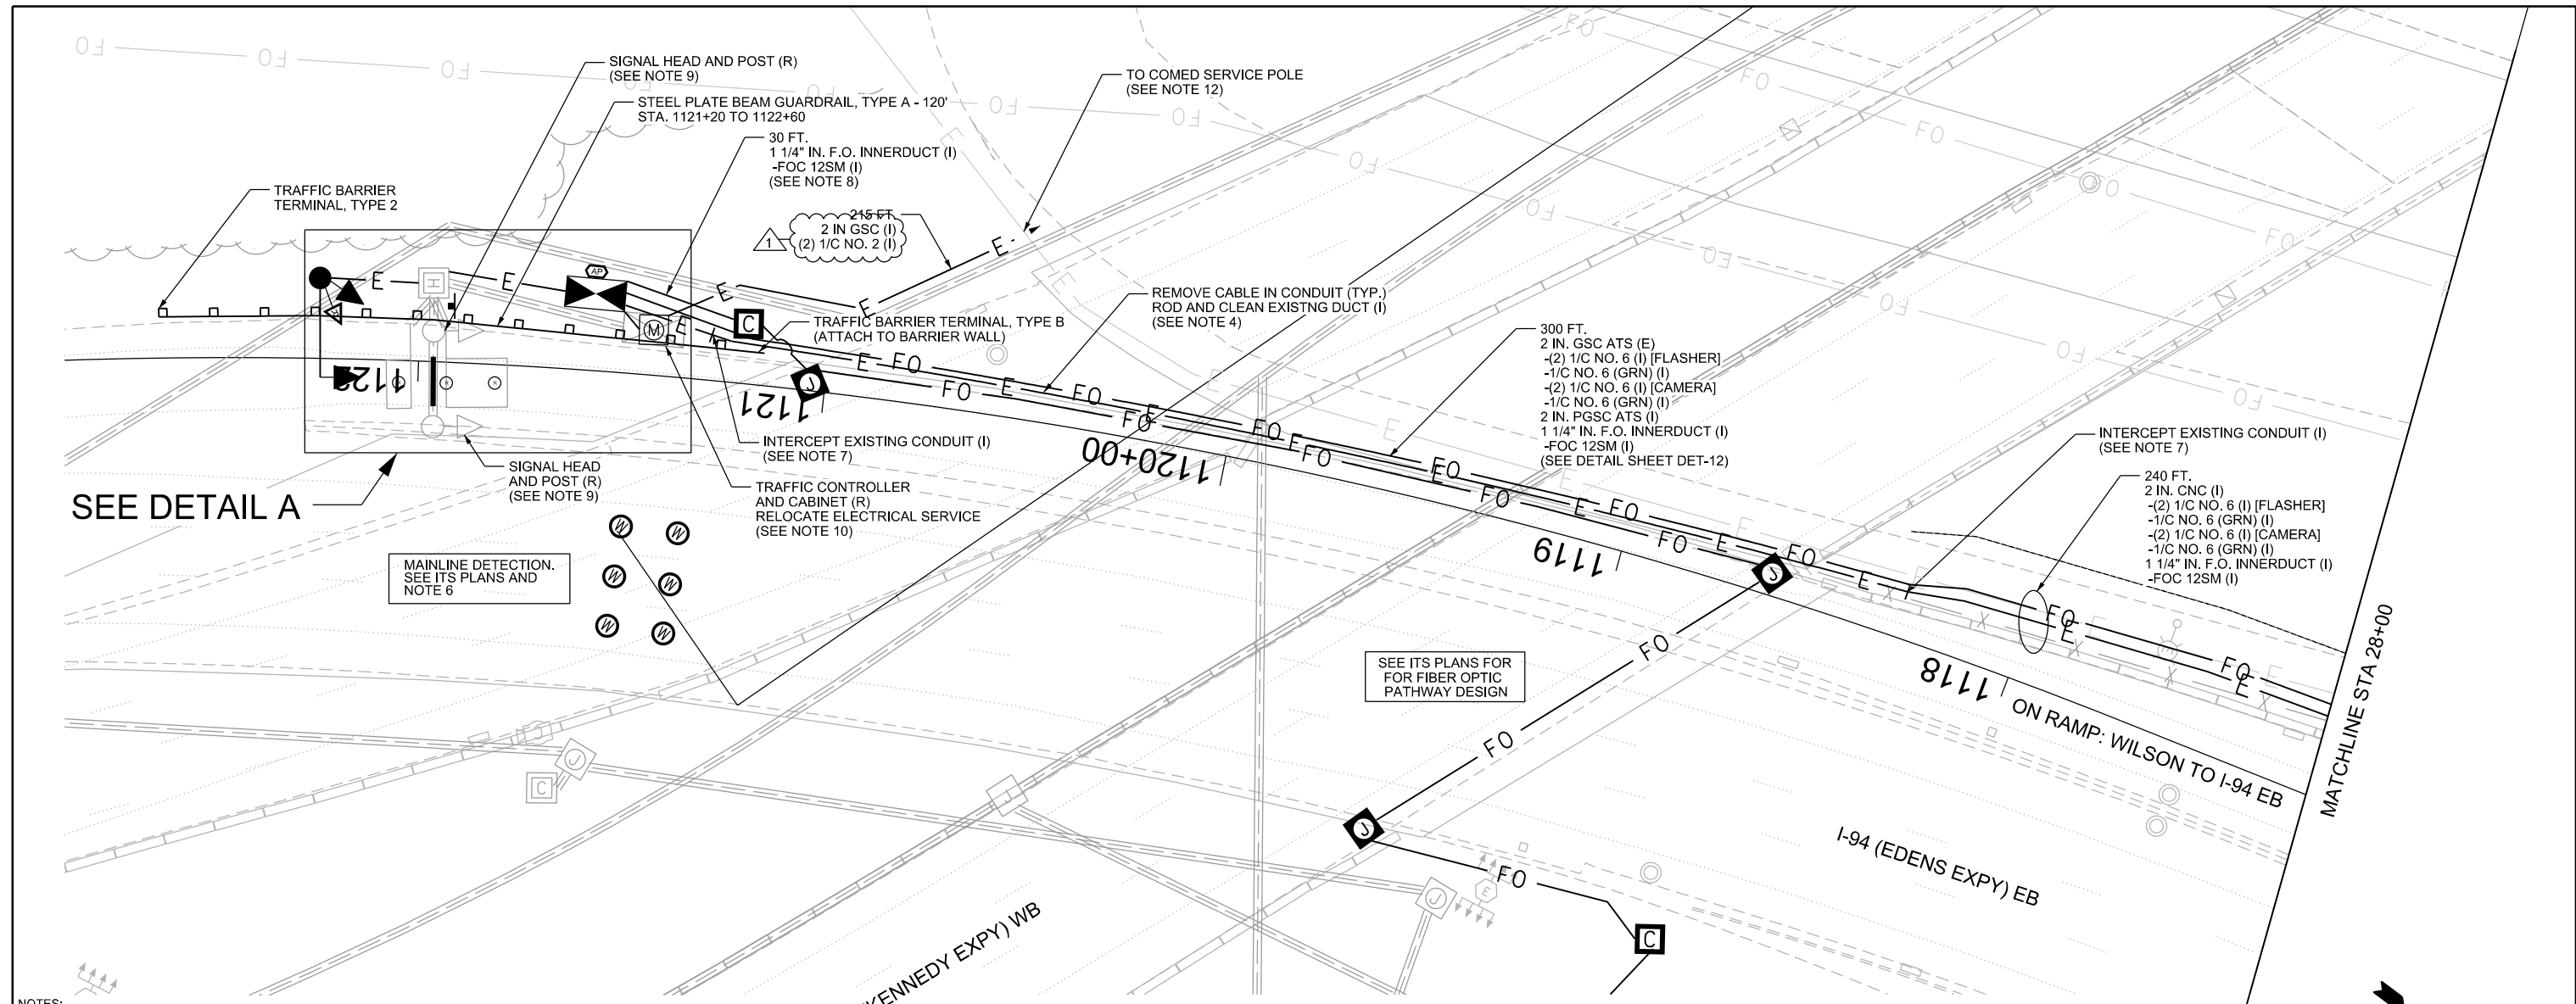 SIGNAL HEAD AND POST (R)
(SEE NOTE 9)
STEEL PLATE BEAM GUARDRAIL, TYPE A - 120'
STA. 1121+20 TO 1122+60
30 FT.
1 1/4" IN. F.O. INNERDUCT (I)
-FOC 12SM (I)
(SEE NOTE 8)
TO COMED SERVICE POLE
(SEE NOTE 12)
TRAFFIC BARRIER
TERMINAL, TYPE 2
215 FT.
2 IN GSC (I)
(2) 1/C NO. 2 (I)
1
AP
H
M
C
J
TRAFFIC BARRIER TERMINAL, TYPE B
(ATTACH TO BARRIER WALL)
REMOVE CABLE IN CONDUIT (TYP.)
ROD AND CLEAN EXISTNG DUCT (I)
(SEE NOTE 4)
300 FT.
2 IN. GSC ATS (E)
-(2) 1/C NO. 6 (I) [FLASHER]
-1/C NO. 6 (GRN) (I)
-(2) 1/C NO. 6 (I) [CAMERA]
-1/C NO. 6 (GRN) (I)
2 IN. PGSC ATS (I)
1 1/4" IN. F.O. INNERDUCT (I)
-FOC 12SM (I)
(SEE DETAIL SHEET DET-12)
INTERCEPT EXISTING CONDUIT (I)
(SEE NOTE 7)
240 FT.
2 IN. CNC (I)
-(2) 1/C NO. 6 (I) [FLASHER]
-1/C NO. 6 (GRN) (I)
-(2) 1/C NO. 6 (I) [CAMERA]
-1/C NO. 6 (GRN) (I)
1 1/4" IN. F.O. INNERDUCT (I)
-FOC 12SM (I)
1122
1121
1120+00
1119
1118
INTERCEPT EXISTING CONDUIT (I)
(SEE NOTE 7)
SIGNAL HEAD
AND POST (R)
(SEE NOTE 9)
TRAFFIC CONTROLLER
AND CABINET (R)
RELOCATE ELECTRICAL SERVICE
(SEE NOTE 10)
SEE DETAIL A
MAINLINE DETECTION.
SEE ITS PLANS AND
NOTE 6
W W
W W
W W
SEE ITS PLANS FOR
FOR FIBER OPTIC
PATHWAY DESIGN
ON RAMP: WILSON TO I-94 EB
MATCHLINE STA 28+00
I-94 (EDENS EXPY) EB
KENNEDY EXPY) WB
FO
E
J
C
NOTES: